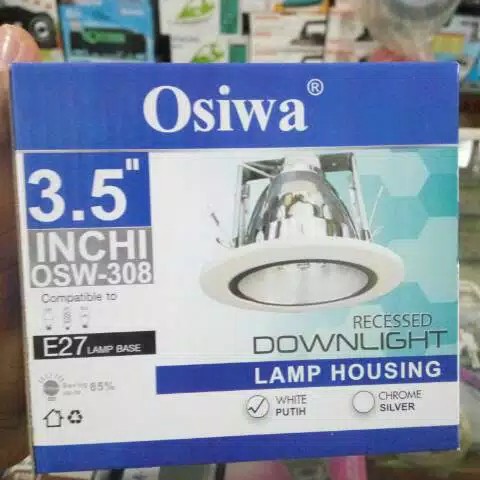 Osiwa®
3.5"
INCHI
OSW-308
Compatible to
E27 LAMP BASE
Saving
85%
RECESSED
DOWNLIGHT
LAMP HOUSING
WHITE
PUTIH
CHROME
SILVER